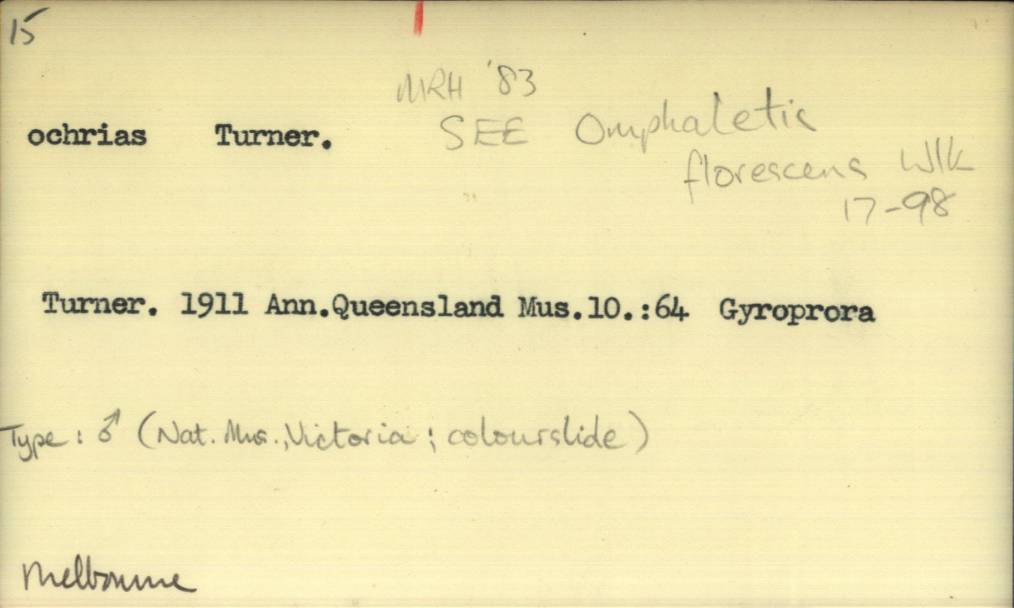 15
MRH '83
ochrias Turner. SEE Omphaletis
florescens Wlk
17-98
Turner. 1911 Ann.Queensland Mus.10.:64 Gyroprora
Type: ♂ (Nat. Mus., Victoria; colourslide)
Melbourne